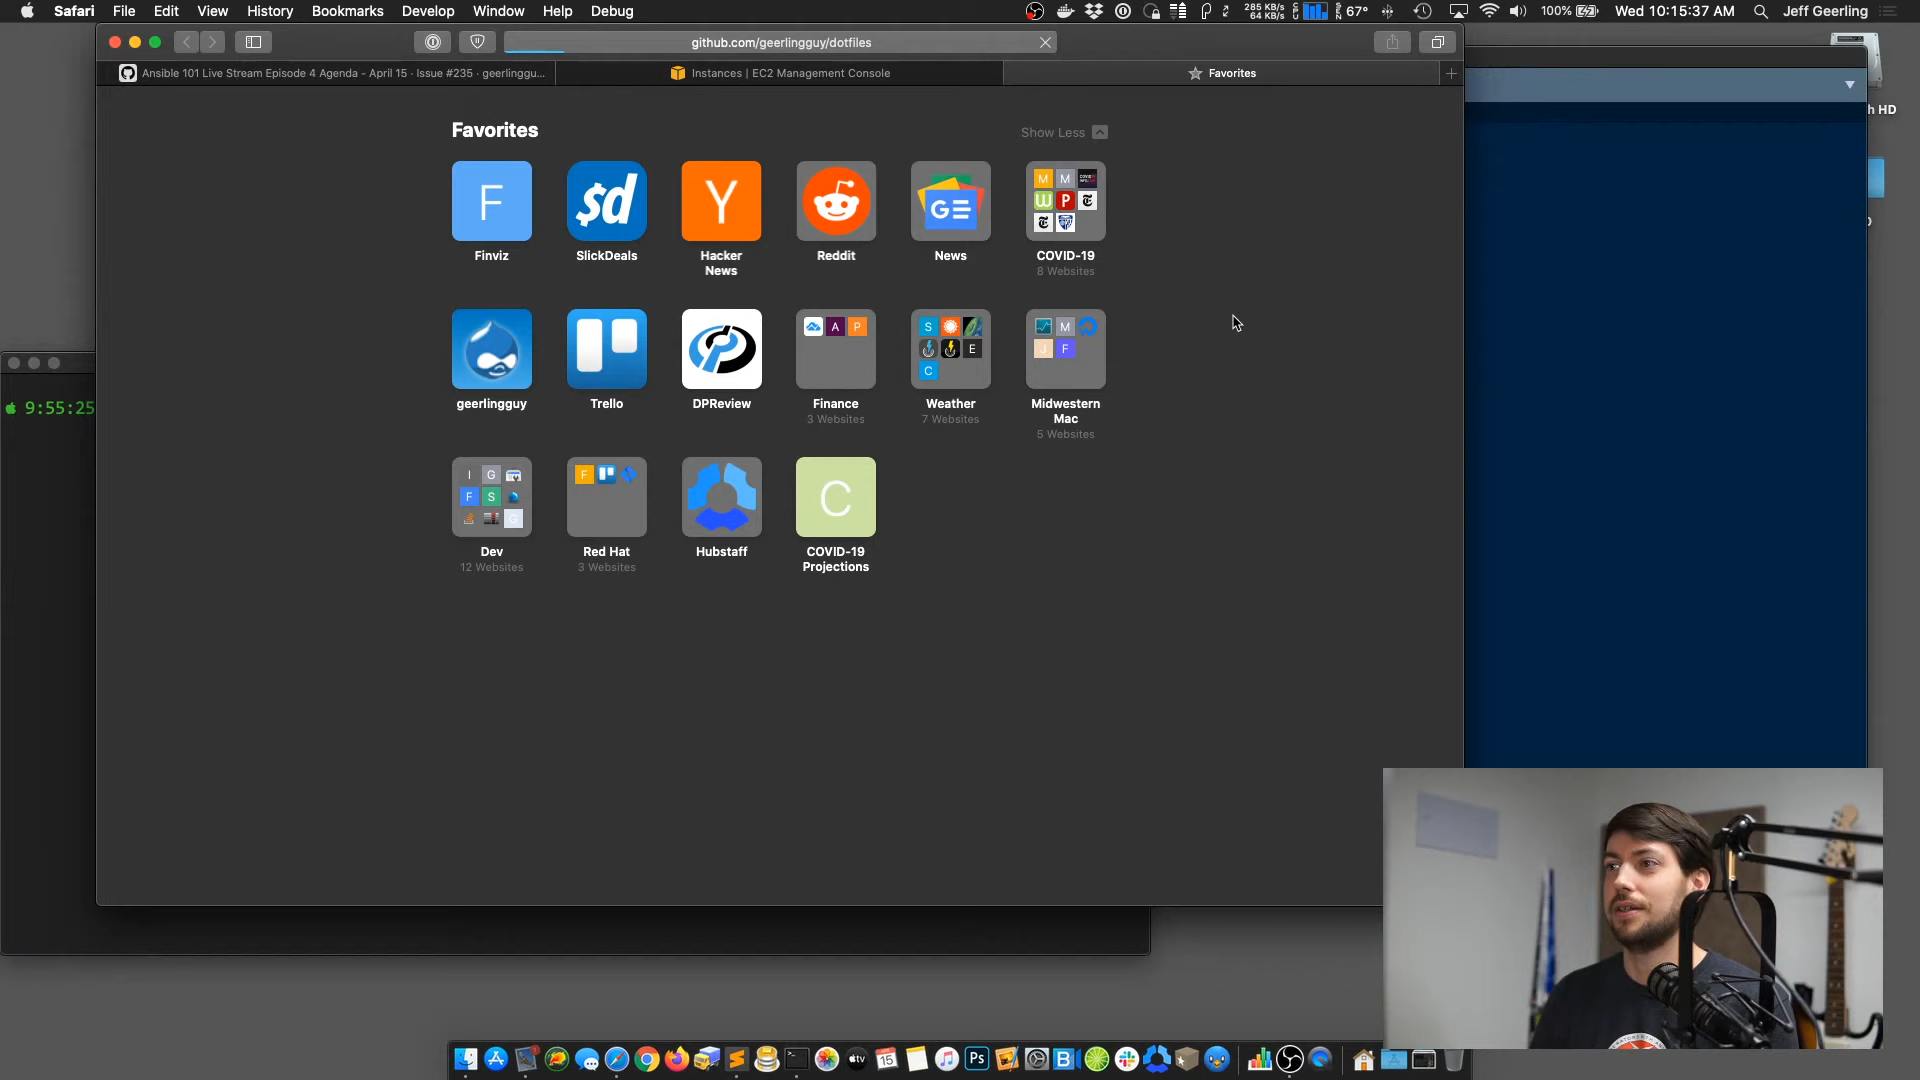 Safari File Edit View History Bookmarks Develop Window Help Debug
285 KB/s
64 KB/s
67°
100%
Wed 10:15:37 AM
Jeff Geerling
github.com/geerlingguy/dotfiles
Ansible 101 Live Stream Episode 4 Agenda - April 15 · Issue #235 · geerlinggu...
Instances | EC2 Management Console
Favorites
h HD
Favorites
Show Less
F
$d
Y
GE
M M
W P
Finviz
SlickDeals
Hacker
News
Reddit
News
COVID-19
8 Websites
A P
S
E
C
M
J F
9:55:25
geerlingguy
Trello
DPReview
Finance
3 Websites
Weather
7 Websites
Midwestern
Mac
5 Websites
I G
F S
G
F
C
Dev
12 Websites
Red Hat
3 Websites
Hubstaff
COVID-19
Projections
15
Ps
B